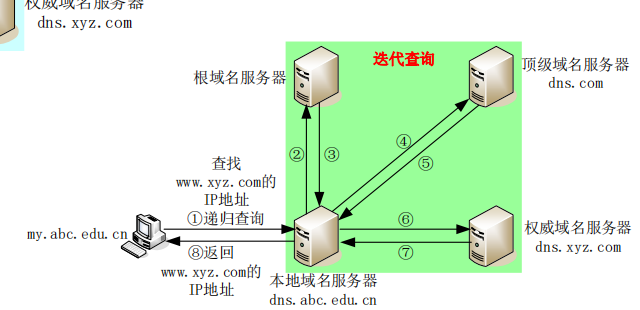 权威域名服务器
dns.xyz.com
迭代查询
根域名服务器
顶级域名服务器
dns.com
②
③
④
⑤
查找
www.xyz.com的
IP地址
①递归查询
⑥
my.abc.edu.cn
权威域名服务器
dns.xyz.com
⑧返回
www.xyz.com的
IP地址
⑦
本地域名服务器
dns.abc.edu.cn